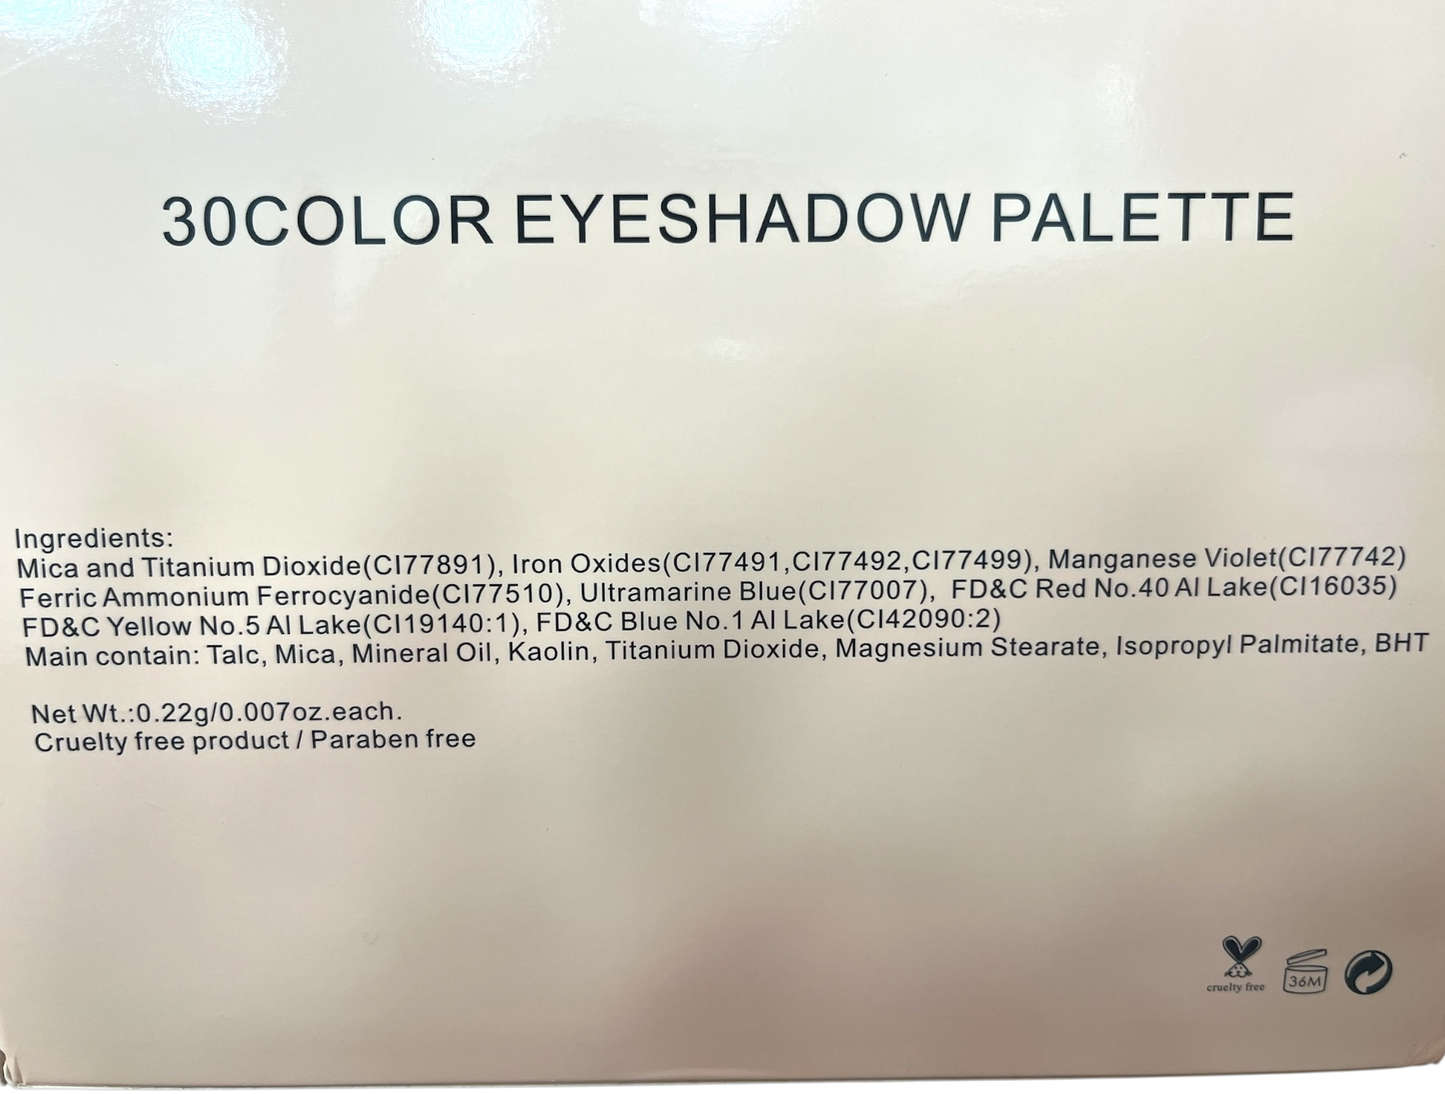 30COLOR EYESHADOW PALETTE
Ingredients:
Mica and Titanium Dioxide(CI77891), Iron Oxides(CI77491,CI77492,CI77499), Manganese Violet(CI77742)
Ferric Ammonium Ferrocyanide(CI77510), Ultramarine Blue(CI77007), FD&C Red No.40 Al Lake(CI16035)
FD&C Yellow No.5 Al Lake(CI19140:1), FD&C Blue No.1 Al Lake(CI42090:2)
Main contain: Talc, Mica, Mineral Oil, Kaolin, Titanium Dioxide, Magnesium Stearate, Isopropyl Palmitate, BHT
Net Wt.:0.22g/0.007oz.each.
Cruelty free product / Paraben free
cruelty free
36M